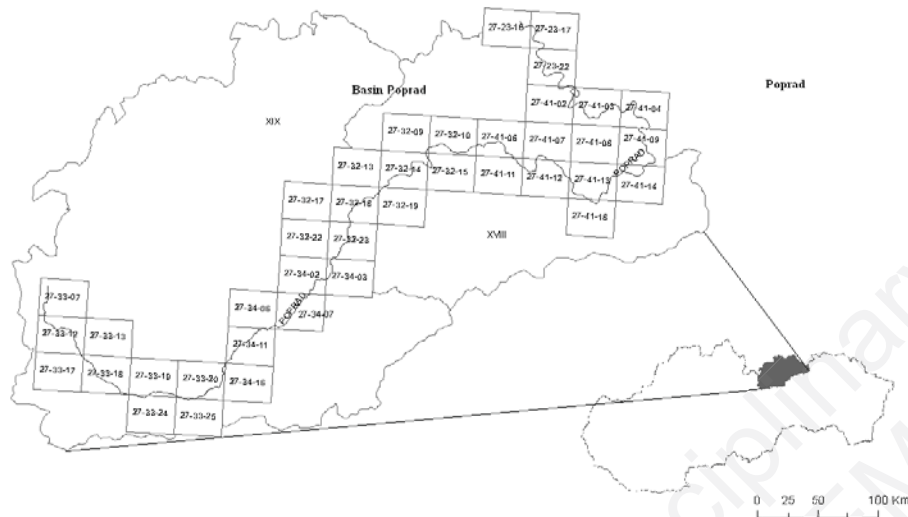 27-23-16 27-23-17
27-23-22
Basin Poprad
Poprad
27-41-02 27-41-03 27-41-04
XIX
27-32-09 27-32-10 27-41-06 27-41-07 27-41-08 27-41-09
POPRAD
27-32-13 27-32-14 27-32-15 27-41-11 27-41-12 27-41-13 27-41-14
27-32-17 27-32-18 27-32-19
27-41-18
XVIII
27-32-22 27-32-23
27-34-02 27-34-03
27-33-07
27-34-06 27-34-07
POPRAD
27-33-12 27-33-13
27-34-11
27-33-17 27-33-18 27-33-19 27-33-20 27-34-16
27-33-24 27-33-25
0 25 50 100 Km